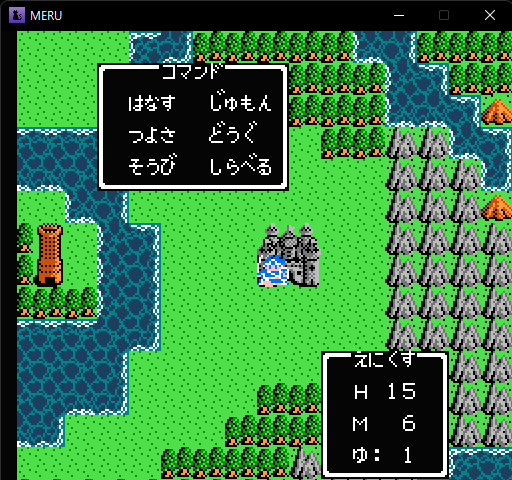 MERU
コマンド
はなす じゅもん
つよさ どうぐ
そうび しらべる
えにくす
H 15
M 6
ゆ: 1